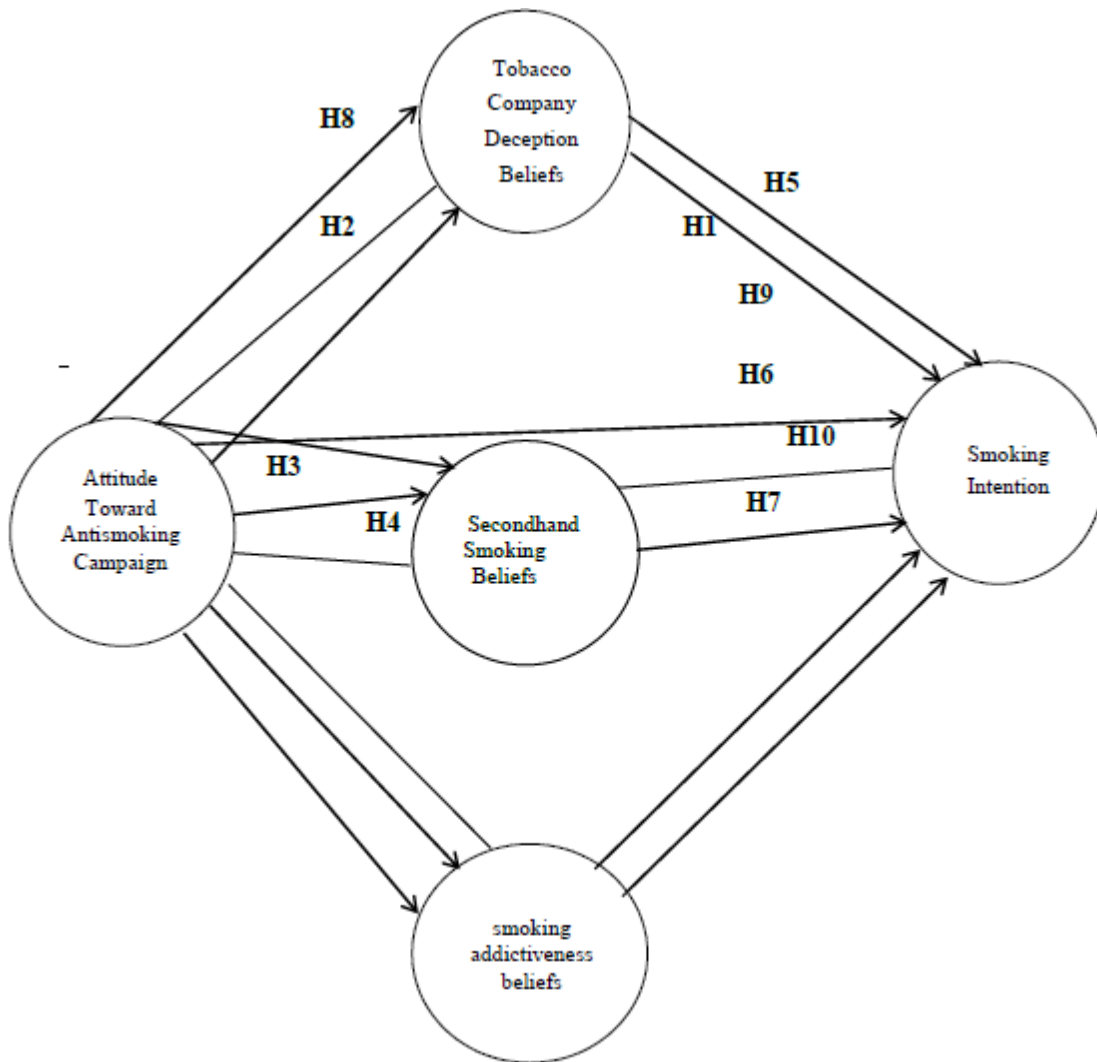 Tobacco
Company
Deception
Beliefs
H8
H5
H2
H1
H9
-
H6
H10
H3
Attitude
Toward
Antismoking
Campaign
Smoking
Intention
H7
H4
Secondhand
Smoking
Beliefs
smoking
addictiveness
beliefs